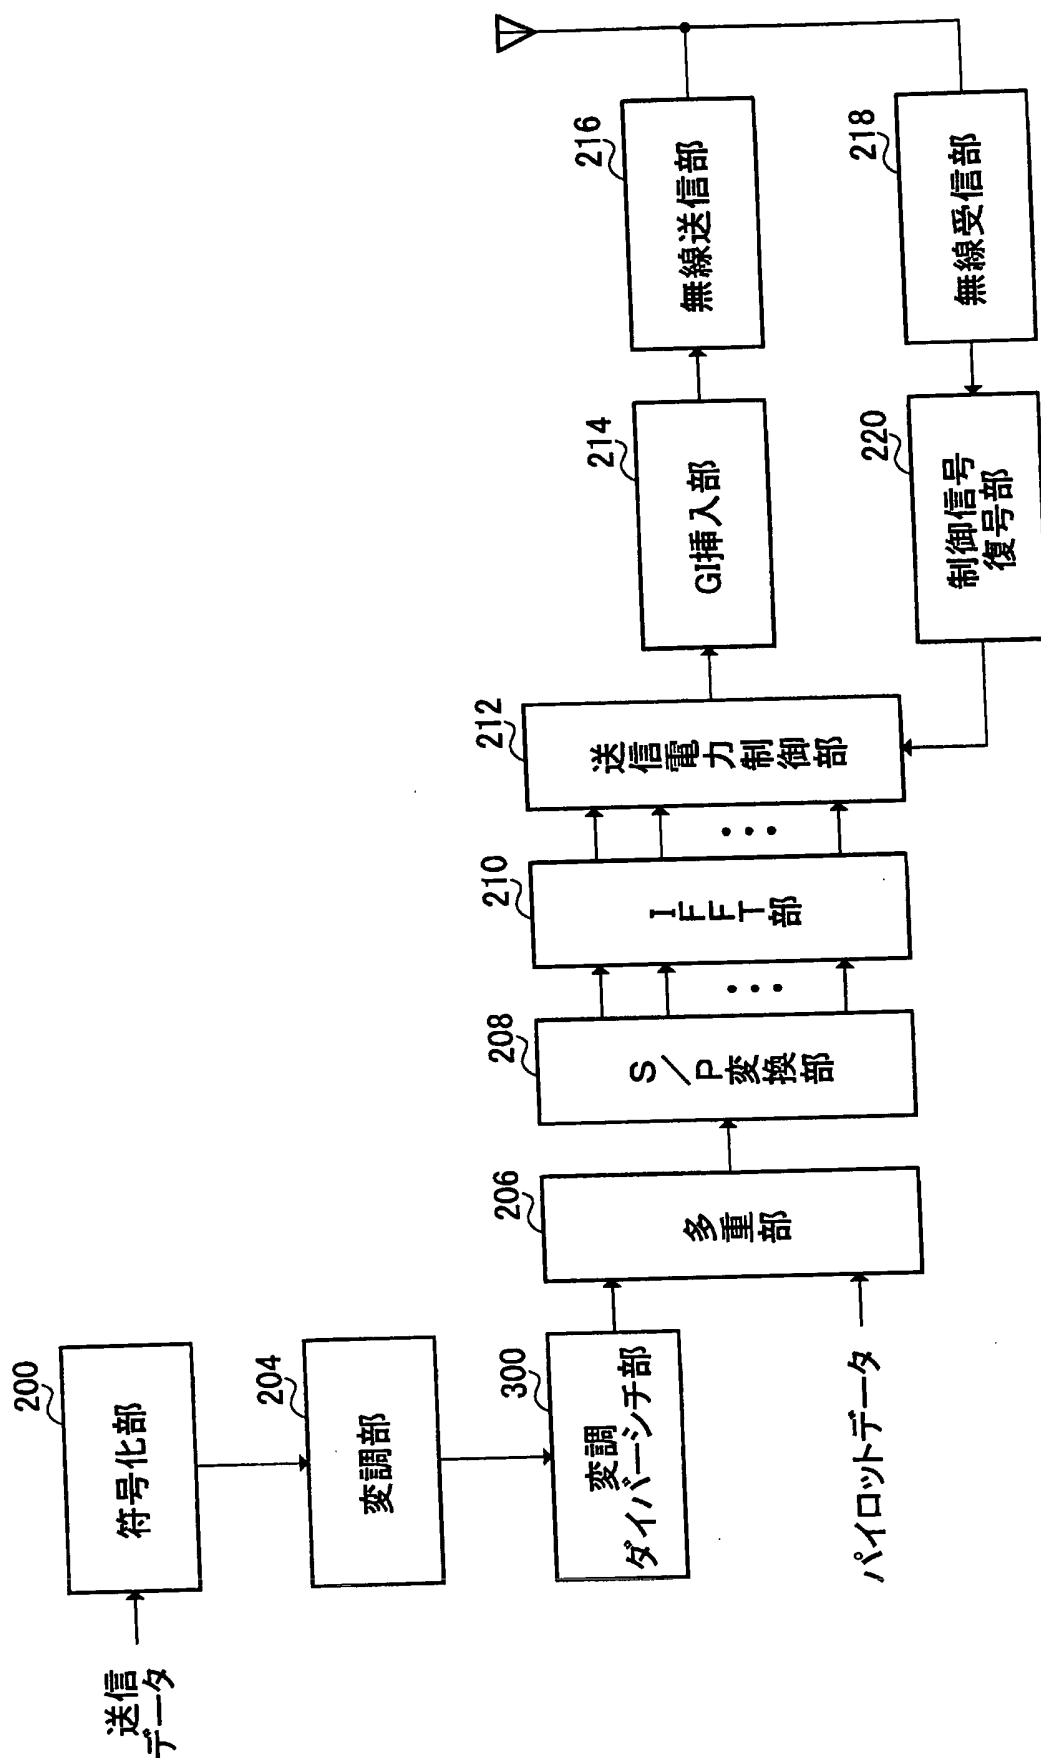 送信
データ
200
符号化部
204
変調部
300
変調
ダイバーシチ部
パイロットデータ
206
多重部
208
S/P変換部
210
IFFT部
212
送信電力制御部
214
GI挿入部
216
無線送信部
218
無線受信部
220
制御信号
復号部